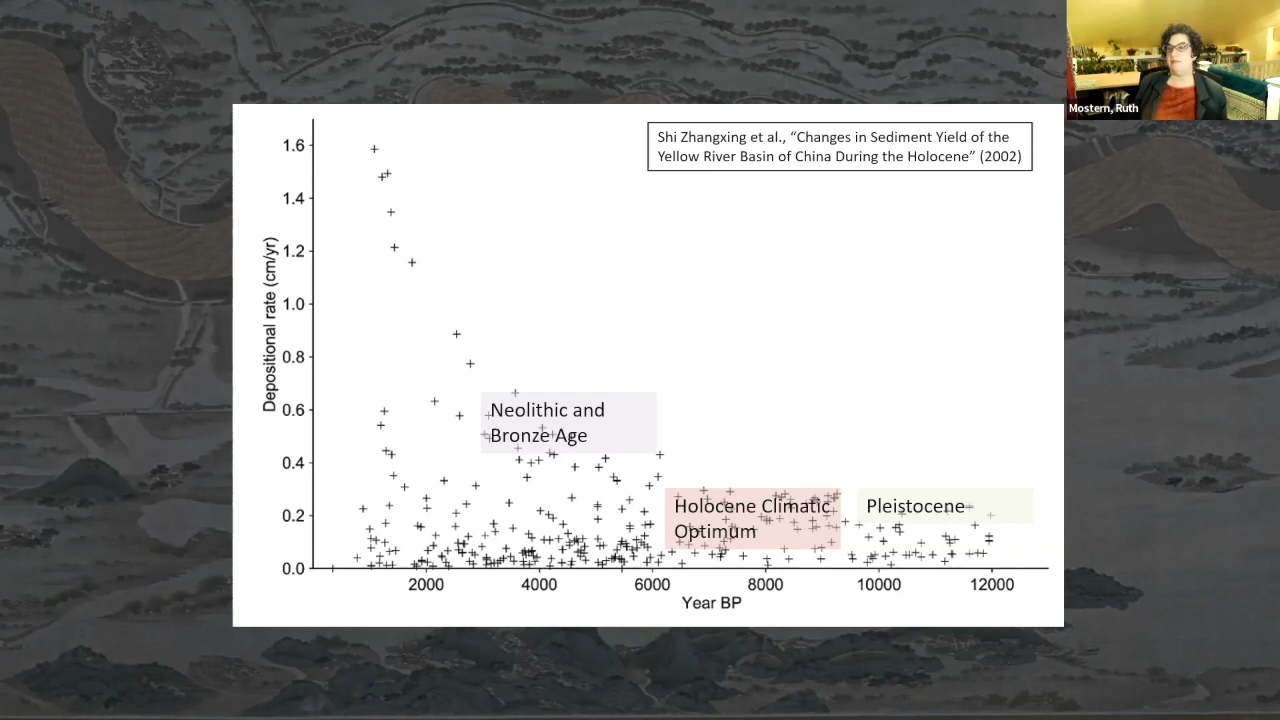 Mostern, Ruth
Shi Zhangxing et al., “Changes in Sediment Yield of the
Yellow River Basin of China During the Holocene” (2002)
Depositional rate (cm/yr)
1.6
1.4
1.2
1.0
0.8
0.6
0.4
0.2
0.0
Neolithic and
Bronze Age
Holocene Climatic
Optimum
Pleistocene
2000
4000
6000
8000
10000
12000
Year BP